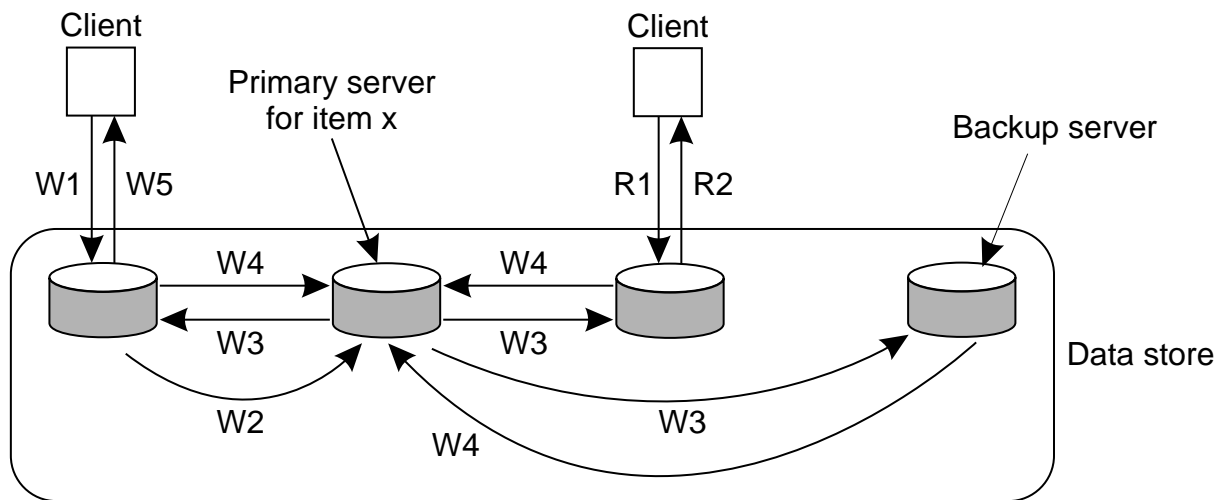 Client
Client
Primary server
for item x
Backup server
W1
W5
R1
R2
W4
W4
W3
W3
Data store
W2
W3
W4